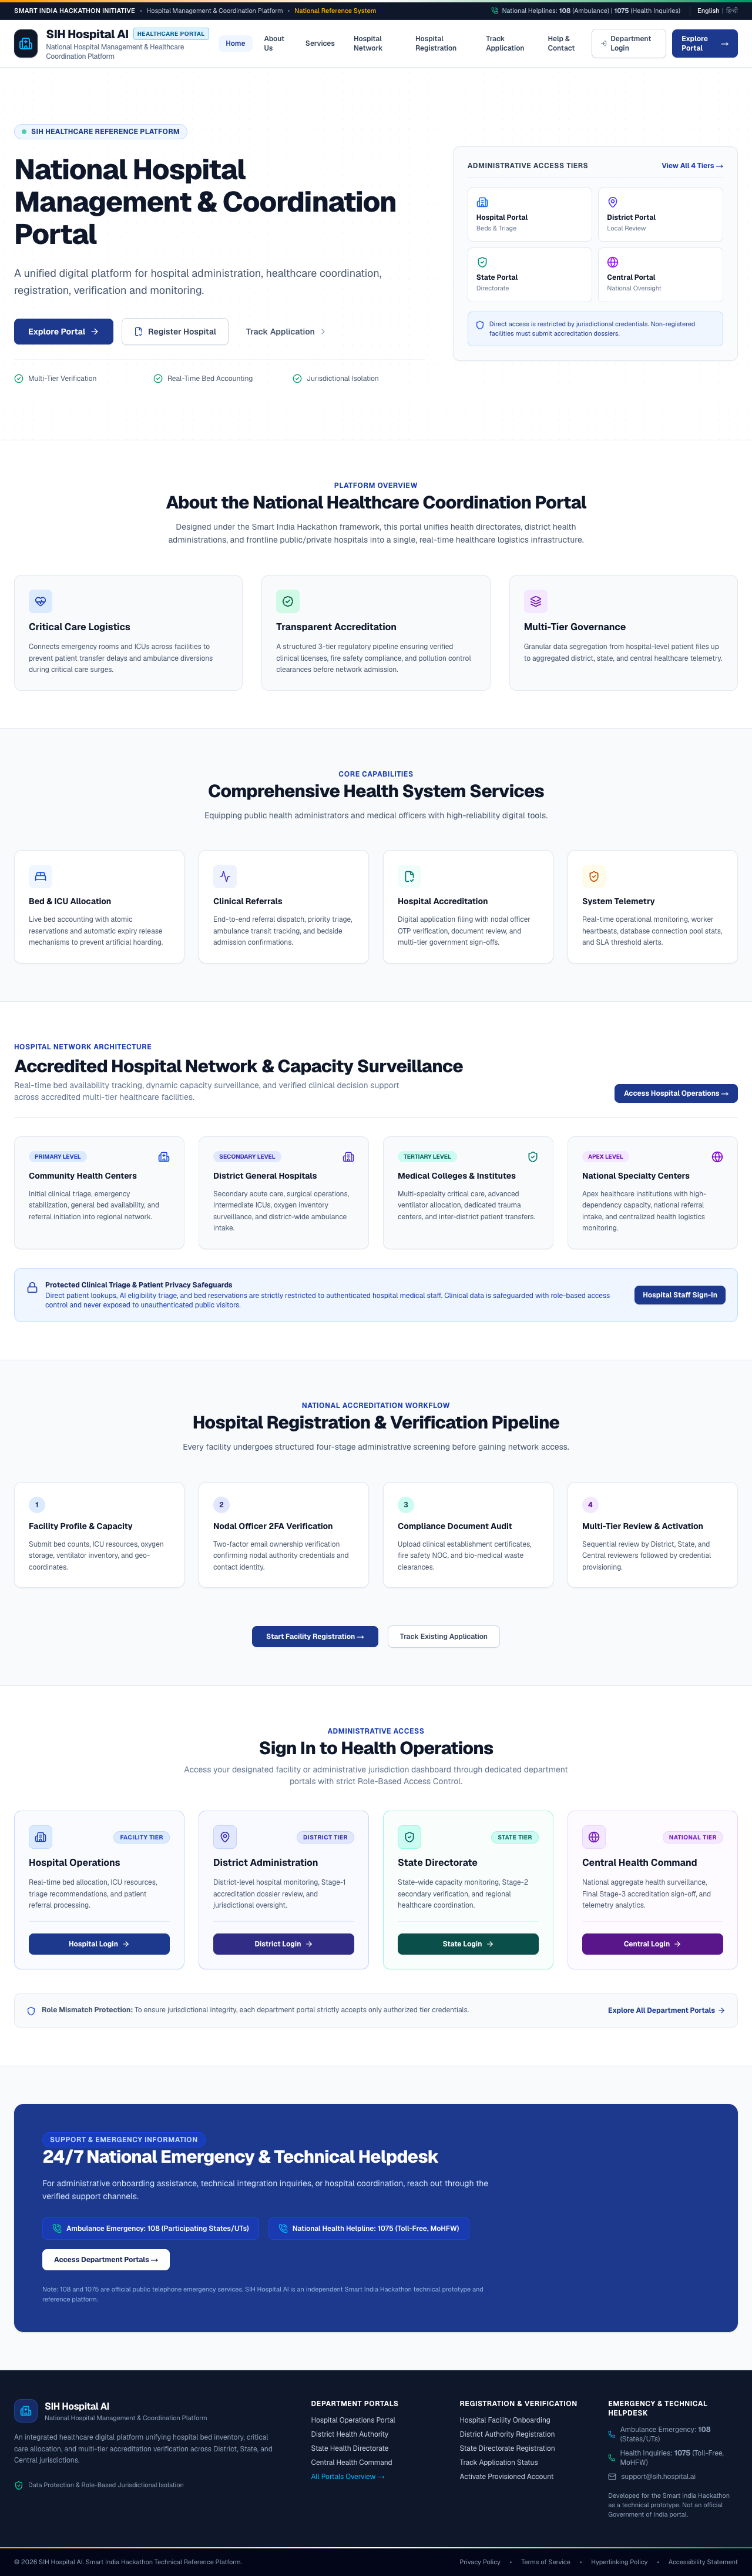 SMART INDIA HACKATHON INITIATIVE • Hospital Management & Coordination Platform • National Reference System
National Helplines: 108 (Ambulance) | 1075 (Health Inquiries)
English | हिन्दी
SIH Hospital AI HEALTHCARE PORTAL
National Hospital Management & Healthcare
Coordination Platform
Home
About
Us
Services
Hospital
Network
Hospital
Registration
Track
Application
Help &
Contact
Department
Login
Explore
Portal →
SIH HEALTHCARE REFERENCE PLATFORM
National Hospital
Management & Coordination
Portal
A unified digital platform for hospital administration, healthcare coordination,
registration, verification and monitoring.
Explore Portal →
Register Hospital
Track Application >
Multi-Tier Verification
Real-Time Bed Accounting
Jurisdictional Isolation
ADMINISTRATIVE ACCESS TIERS
View All 4 Tiers →
Hospital Portal
Beds & Triage
District Portal
Local Review
State Portal
Directorate
Central Portal
National Oversight
Direct access is restricted by jurisdictional credentials. Non-registered
facilities must submit accreditation dossiers.
PLATFORM OVERVIEW
About the National Healthcare Coordination Portal
Designed under the Smart India Hackathon framework, this portal unifies health directorates, district health
administrations, and frontline public/private hospitals into a single, real-time healthcare logistics infrastructure.
Critical Care Logistics
Connects emergency rooms and ICUs across facilities to
prevent patient transfer delays and ambulance diversions
during critical care surges.
Transparent Accreditation
A structured 3-tier regulatory pipeline ensuring verified
clinical licenses, fire safety compliance, and pollution control
clearances before network admission.
Multi-Tier Governance
Granular data segregation from hospital-level patient files up
to aggregated district, state, and central healthcare telemetry.
CORE CAPABILITIES
Comprehensive Health System Services
Equipping public health administrators and medical officers with high-reliability digital tools.
Bed & ICU Allocation
Live bed accounting with atomic
reservations and automatic expiry release
mechanisms to prevent artificial hoarding.
Clinical Referrals
End-to-end referral dispatch, priority triage,
ambulance transit tracking, and bedside
admission confirmations.
Hospital Accreditation
Digital application filing with nodal officer
OTP verification, document review, and
multi-tier government sign-offs.
System Telemetry
Real-time operational monitoring, worker
heartbeats, database connection pool stats,
and SLA threshold alerts.
HOSPITAL NETWORK ARCHITECTURE
Accredited Hospital Network & Capacity Surveillance
Real-time bed availability tracking, dynamic capacity surveillance, and verified clinical decision support
across accredited multi-tier healthcare facilities.
Access Hospital Operations →
PRIMARY LEVEL
Community Health Centers
Initial clinical triage, emergency
stabilization, general bed availability, and
referral initiation into regional network.
SECONDARY LEVEL
District General Hospitals
Secondary acute care, surgical operations,
intermediate ICUs, oxygen inventory
surveillance, and district-wide ambulance
intake.
TERTIARY LEVEL
Medical Colleges & Institutes
Multi-specialty critical care, advanced
ventilator allocation, dedicated trauma
centers, and inter-district patient transfers.
APEX LEVEL
National Specialty Centers
Apex healthcare institutions with high-
dependency capacity, national referral
intake, and centralized health logistics
monitoring.
Protected Clinical Triage & Patient Privacy Safeguards
Direct patient lookups, AI eligibility triage, and bed reservations are strictly restricted to authenticated hospital medical staff. Clinical data is safeguarded with role-based access
control and never exposed to unauthenticated public visitors.
Hospital Staff Sign-In
NATIONAL ACCREDITATION WORKFLOW
Hospital Registration & Verification Pipeline
Every facility undergoes structured four-stage administrative screening before gaining network access.
1
Facility Profile & Capacity
Submit bed counts, ICU resources, oxygen
storage, ventilator inventory, and geo-
coordinates.
2
Nodal Officer 2FA Verification
Two-factor email ownership verification
confirming nodal authority credentials and
contact identity.
3
Compliance Document Audit
Upload clinical establishment certificates,
fire safety NOC, and bio-medical waste
clearances.
4
Multi-Tier Review & Activation
Sequential review by District, State, and
Central reviewers followed by credential
provisioning.
Start Facility Registration →
Track Existing Application
ADMINISTRATIVE ACCESS
Sign In to Health Operations
Access your designated facility or administrative jurisdiction dashboard through dedicated department
portals with strict Role-Based Access Control.
FACILITY TIER
Hospital Operations
Real-time bed allocation, ICU resources,
triage recommendations, and patient
referral processing.
Hospital Login →
DISTRICT TIER
District Administration
District-level hospital monitoring, Stage-1
accreditation dossier review, and
jurisdictional oversight.
District Login →
STATE TIER
State Directorate
State-wide capacity monitoring, Stage-2
secondary verification, and regional
healthcare coordination.
State Login →
NATIONAL TIER
Central Health Command
National aggregate health surveillance,
Final Stage-3 accreditation sign-off, and
telemetry analytics.
Central Login →
Role Mismatch Protection: To ensure jurisdictional integrity, each department portal strictly accepts only authorized tier credentials.
Explore All Department Portals →
SUPPORT & EMERGENCY INFORMATION
24/7 National Emergency & Technical Helpdesk
For administrative onboarding assistance, technical integration inquiries, or hospital coordination, reach out through the
verified support channels.
Ambulance Emergency: 108 (Participating States/UTs)
National Health Helpline: 1075 (Toll-Free, MoHFW)
Access Department Portals →
Note: 108 and 1075 are official public telephone emergency services. SIH Hospital AI is an independent Smart India Hackathon technical prototype and
reference platform.
SIH Hospital AI
National Hospital Management & Coordination Platform
An integrated healthcare digital platform unifying hospital bed inventory, critical
care allocation, and multi-tier accreditation verification across District, State, and
Central jurisdictions.
Data Protection & Role-Based Jurisdictional Isolation
DEPARTMENT PORTALS
Hospital Operations Portal
District Health Authority
State Health Directorate
Central Health Command
All Portals Overview →
REGISTRATION & VERIFICATION
Hospital Facility Onboarding
District Authority Registration
State Directorate Registration
Track Application Status
Activate Provisioned Account
EMERGENCY & TECHNICAL
HELPDESK
Ambulance Emergency: 108
(States/UTs)
Health Inquiries: 1075 (Toll-Free,
MoHFW)
support@sih.hospital.ai
Developed for the Smart India Hackathon
as a technical prototype. Not an official
Government of India portal.
© 2026 SIH Hospital AI. Smart India Hackathon Technical Reference Platform.
Privacy Policy • Terms of Service • Hyperlinking Policy • Accessibility Statement